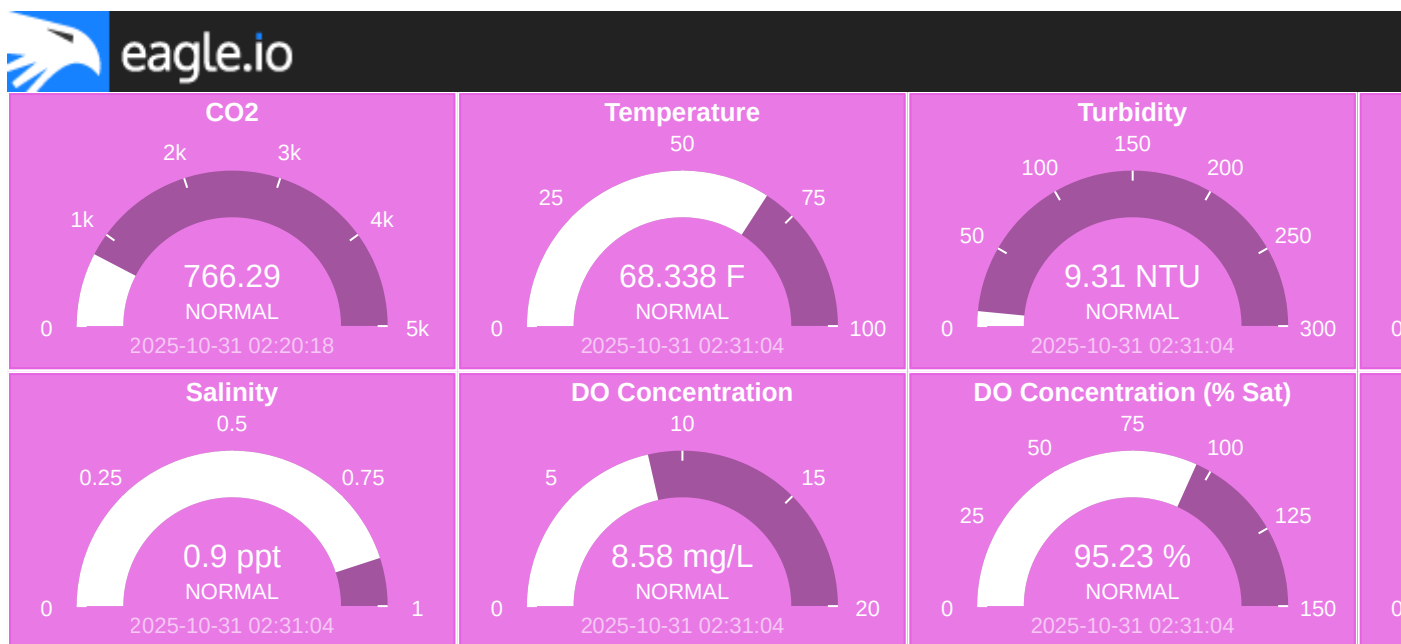 eagle.io
CO2
2k 3k
1k 4k
0 5k
766.29
NORMAL
2025-10-31 02:20:18
Temperature
50
25 75
0 100
68.338 F
NORMAL
2025-10-31 02:31:04
Turbidity
150
100 200
50 250
0 300
9.31 NTU
NORMAL
2025-10-31 02:31:04
0
Salinity
0.5
0.25 0.75
0 1
0.9 ppt
NORMAL
2025-10-31 02:31:04
DO Concentration
10
5 15
0 20
8.58 mg/L
NORMAL
2025-10-31 02:31:04
DO Concentration (% Sat)
75
50 100
25 125
0 150
95.23 %
NORMAL
2025-10-31 02:31:04
0